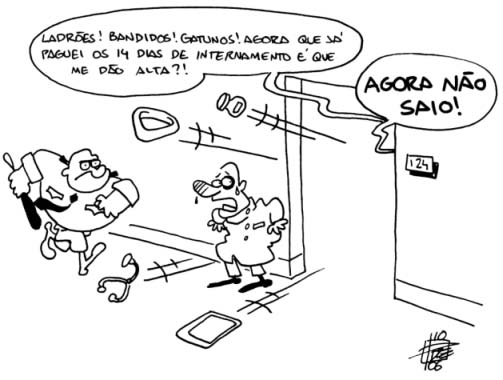 LADRÕES! BANDIDOS! GATUNOS! AGORA QUE JÁ
PAGUEI OS 14 DIAS DE INTERNAMENTO É QUE
ME DÃO ALTA?!
AGORA NÃO
SAIO!
124